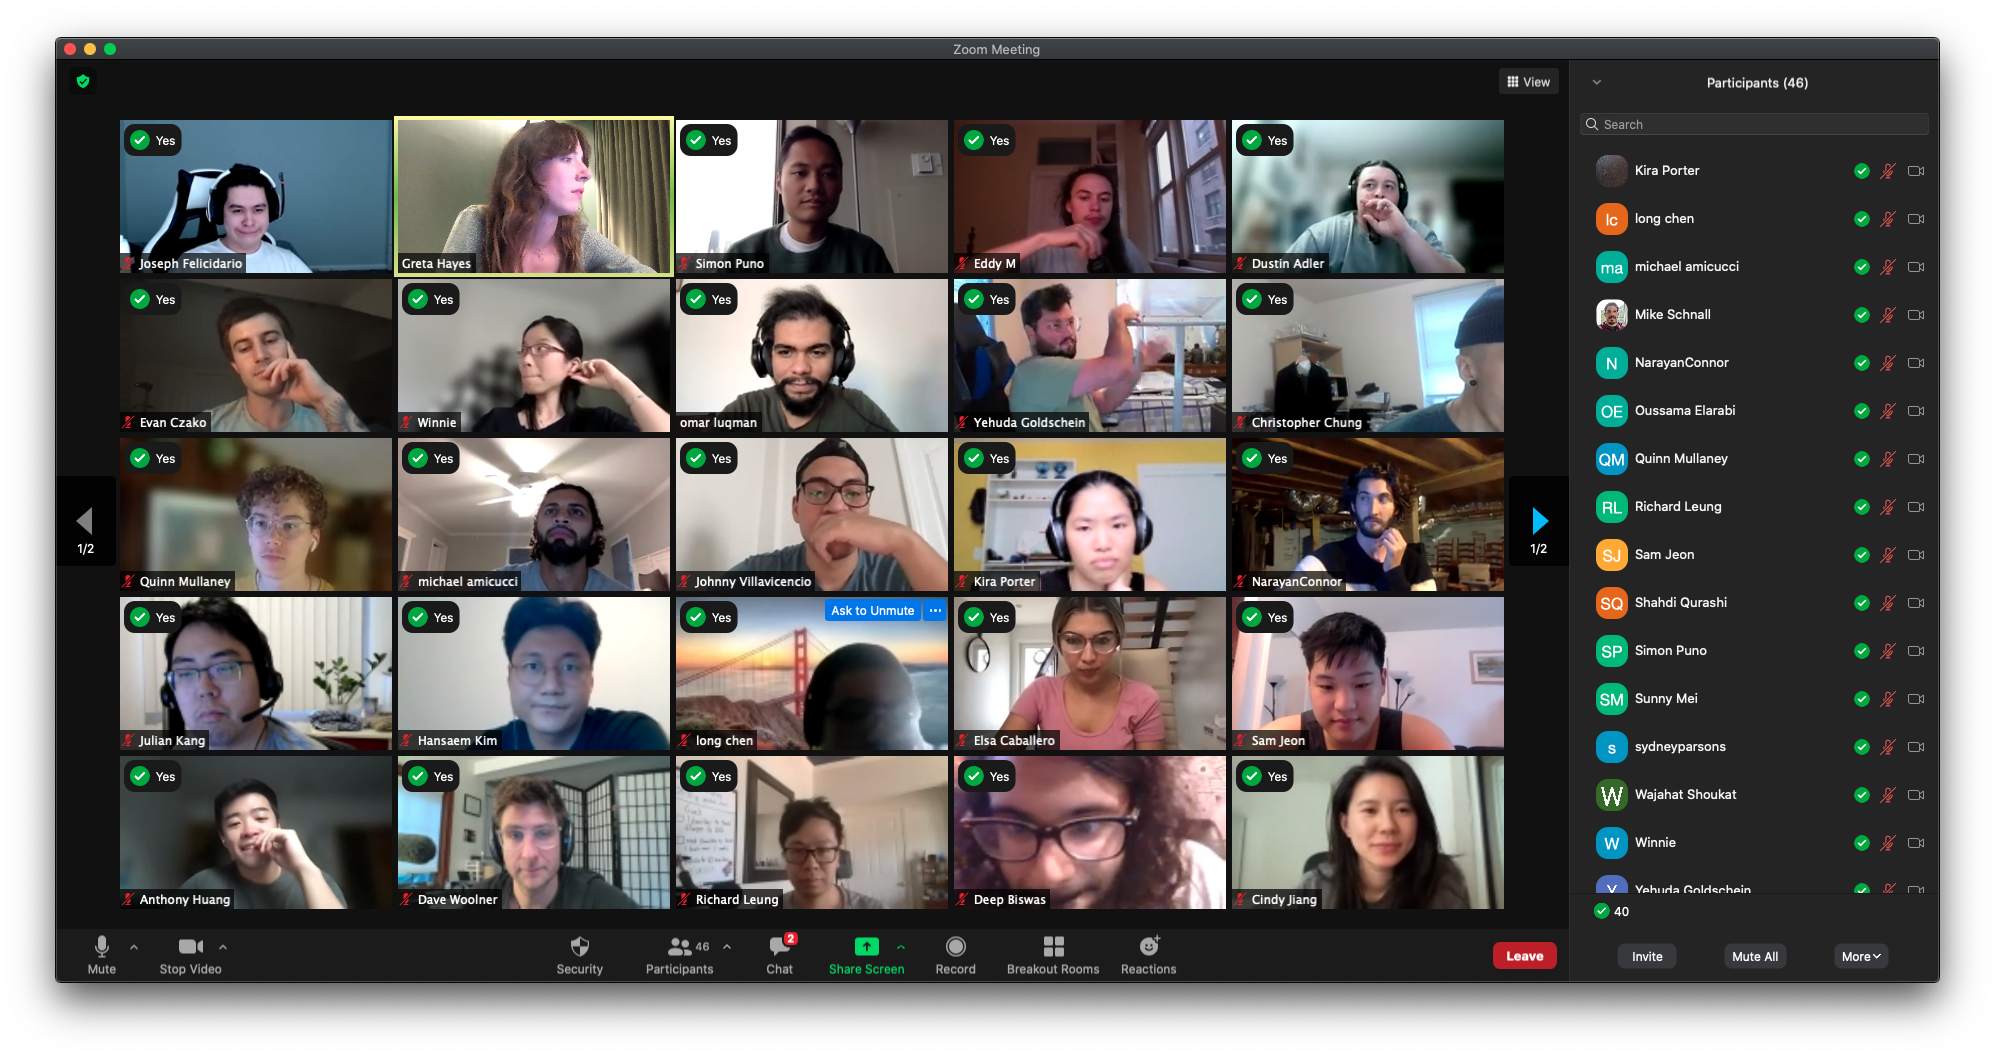 Zoom Meeting
View
Participants (46)
Search
Yes
Joseph Felicidario
Greta Hayes
Yes
Simon Puno
Yes
Eddy M
Yes
Dustin Adler
Yes
Evan Czako
Yes
Winnie
Yes
omar luqman
Yes
Yehuda Goldschein
Yes
Christopher Chung
Yes
Quinn Mullaney
Yes
michael amicucci
Yes
Johnny Villavicencio
Yes
Kira Porter
Yes
NarayanConnor
Yes
Julian Kang
Yes
Hansaem Kim
Yes
Ask to Unmute ...
long chen
Yes
Elsa Caballero
Yes
Sam Jeon
Yes
Anthony Huang
Yes
Dave Woolner
Yes
Richard Leung
Yes
Deep Biswas
Yes
Cindy Jiang
1/2
1/2
Kira Porter
lc long chen
ma michael amicucci
Mike Schnall
N NarayanConnor
OE Oussama Elarabi
QM Quinn Mullaney
RL Richard Leung
SJ Sam Jeon
SQ Shahdi Qurashi
SP Simon Puno
SM Sunny Mei
s sydneyparsons
W Wajahat Shoukat
W Winnie
Y Yehuda Goldschein
40
Invite
Mute All
More
Mute
Stop Video
Security
Participants 46
Chat 2
Share Screen
Record
Breakout Rooms
Reactions
Leave